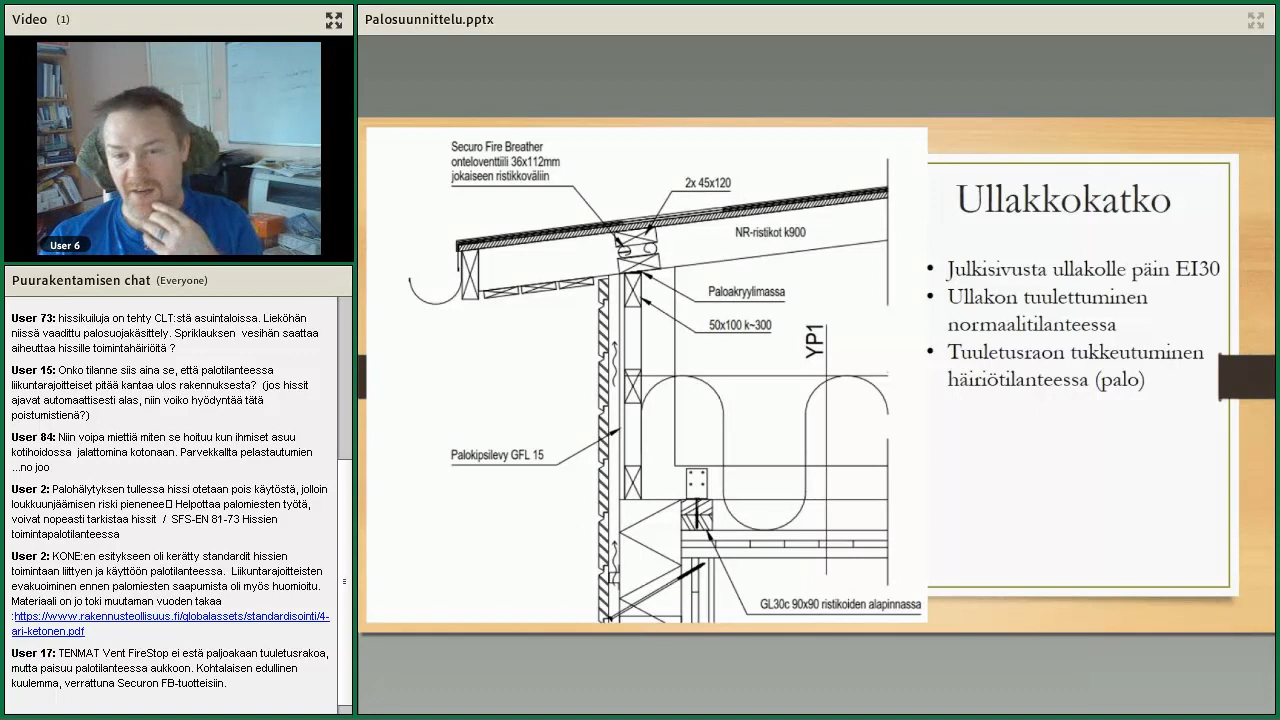 Video (1)
User 6
Puurakentamisen chat (Everyone)
User 73: hissikuiluja on tehty CLT:stä asuintaloissa. Lieköhän
niissä vaadittu palosuojakäsittely. Spriklauksen vesihän saattaa
aiheuttaa hissille tomintahäiriöitä ?
User 15: Onko tilanne siis aina se, että palotilanteessa
liikuntarajoitteiset pitää kantaa ulos rakennuksesta? (jos hissit
ajavat automaattisesti alas, niin voiko hyödyntää tätä
poistumistienä?)
User 84: Niin voipa miettiä miten se hoituu kun ihmiset asuu
kotihoidossa jalattomina kotonaan. Parvekkallta pelastautumien
...no joo
User 2: Palohälytyksen tullessa hissi otetaan pois käytöstä, jolloin
loukkuunjäämisen riski pienenee Helpottaa palomiesten työtä,
voivat nopeasti tarkistaa hissit / SFS-EN 81-73 Hissien
toimintapalotilanteessa
User 2: KONE:en esitykseen oli kerätty standardit hissien
tomintaan liittyen ja käyttöön palotilanteessa. Liikuntarajoitteisten
evakuoiminen ennen palomiesten saapumista oli myös huomioitu.
Materiaali on jo toki muutaman vuoden takaa
:https://www.rakennusteollisuus.fi/globalassets/standardisointi/4-
ari-ketonen.pdf
User 17: TENMAT Vent FireStop ei estä paljoakaan tuuletusrakoa,
mutta paisuu palotilanteessa aukkoon. Kohtalaisen edullinen
kuulemma, verrattuna Securon FB-tuotteisiin.
Palosuunnittelu.pptx
Securo Fire Breather
onteloventtiili 36x112mm
jokaiseen ristikkoväliin
2x 45x120
NR-ristikot k900
Paloakryylimassa
50x100 k~300
YP1
Palokipsilevy GFL 15
GL30c 90x90 ristikoiden alapinnassa
Ullakkokatko
• Julkisivusta ullakolle päin EI30
• Ullakon tuulettuminen
normaalitilanteessa
• Tuuletusraon tukkeutuminen
häiriötilanteessa (palo)